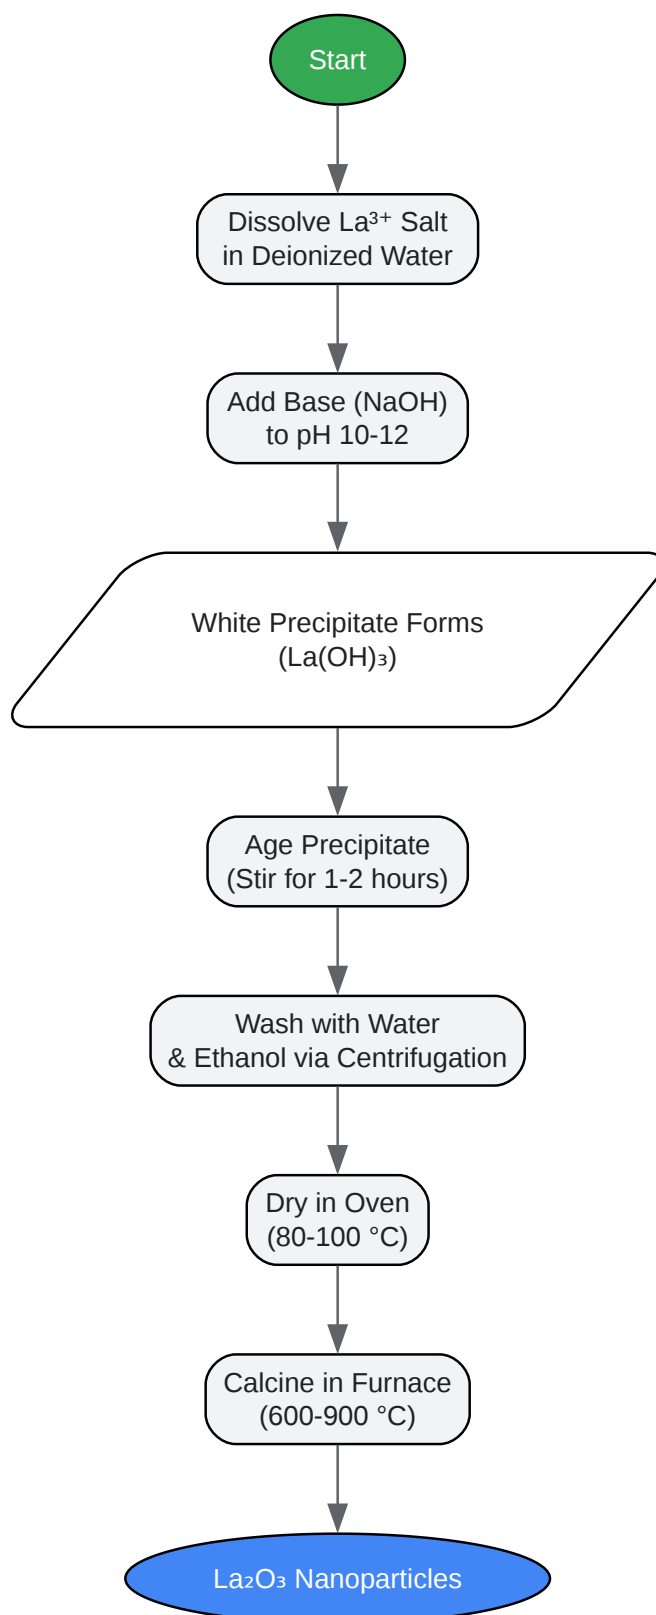 Start
Dissolve La³⁺ Salt
in Deionized Water
Add Base (NaOH)
to pH 10-12
White Precipitate Forms
(La(OH)₃)
Age Precipitate
(Stir for 1-2 hours)
Wash with Water
& Ethanol via Centrifugation
Dry in Oven
(80-100 °C)
Calcine in Furnace
(600-900 °C)
La₂O₃ Nanoparticles